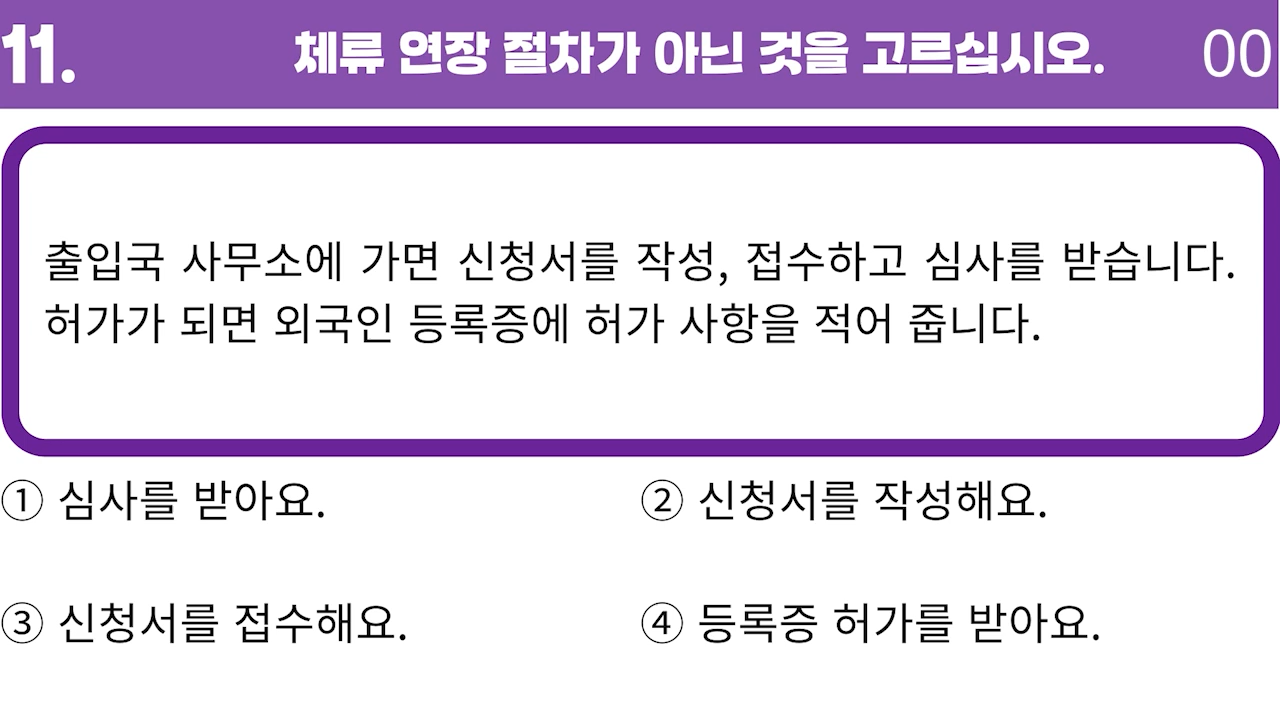 11. 체류 연장 절차가 아닌 것을 고르십시오. 00
출입국 사무소에 가면 신청서를 작성, 접수하고 심사를 받습니다.
허가가 되면 외국인 등록증에 허가 사항을 적어 줍니다.
① 심사를 받아요. ② 신청서를 작성해요.
③ 신청서를 접수해요. ④ 등록증 허가를 받아요.